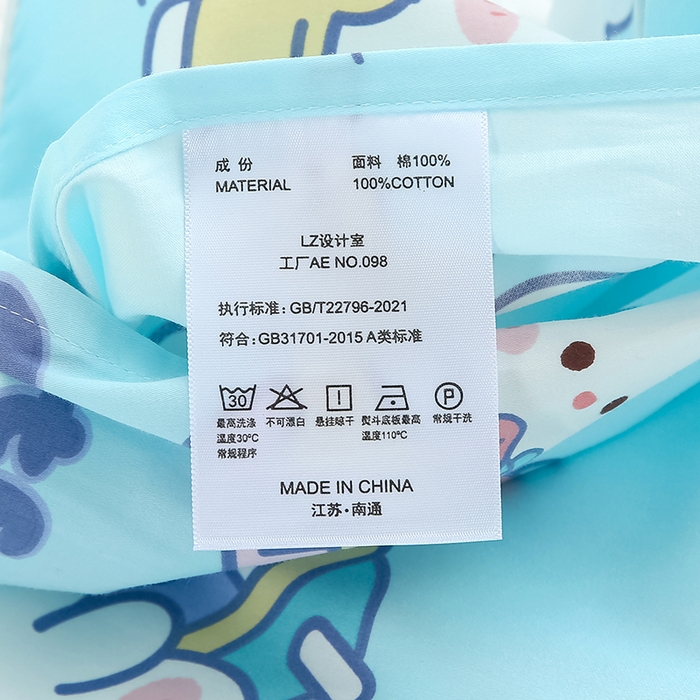 成 份 面料 棉100%
MATERIAL 100%COTTON
LZ设计室
工厂AE NO.098
执行标准: GB/T22796-2021
符合: GB31701-2015 A类标准
30 P
最高洗涤 不可漂白 悬挂晾干 熨斗底板最高 常规干洗
温度30℃ 温度110℃
常规程序
MADE IN CHINA
江苏·南通